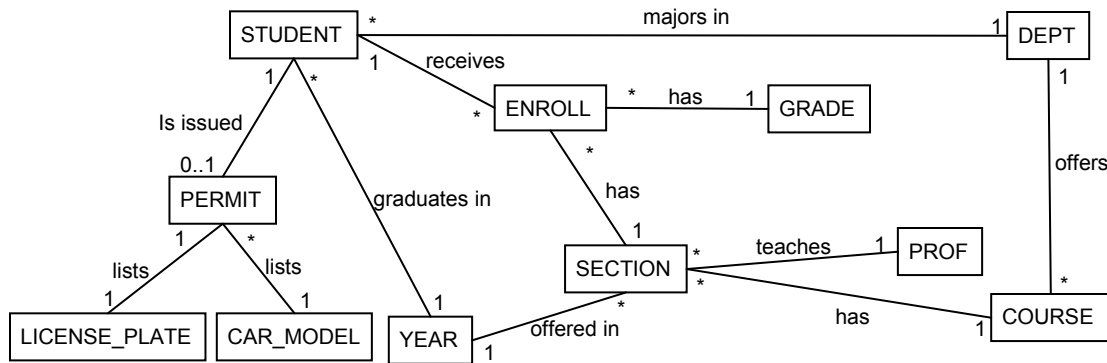 STUDENT * majors in 1 DEPT
1 * 1 receives 1
ENROLL * has 1 GRADE
*
Is issued *
offers
0..1 has
PERMIT graduates in
1 * 1 * teaches 1 PROF
lists lists SECTION *
1 1 1 * has *
LICENSE_PLATE CAR_MODEL YEAR 1 offered in 1 COURSE